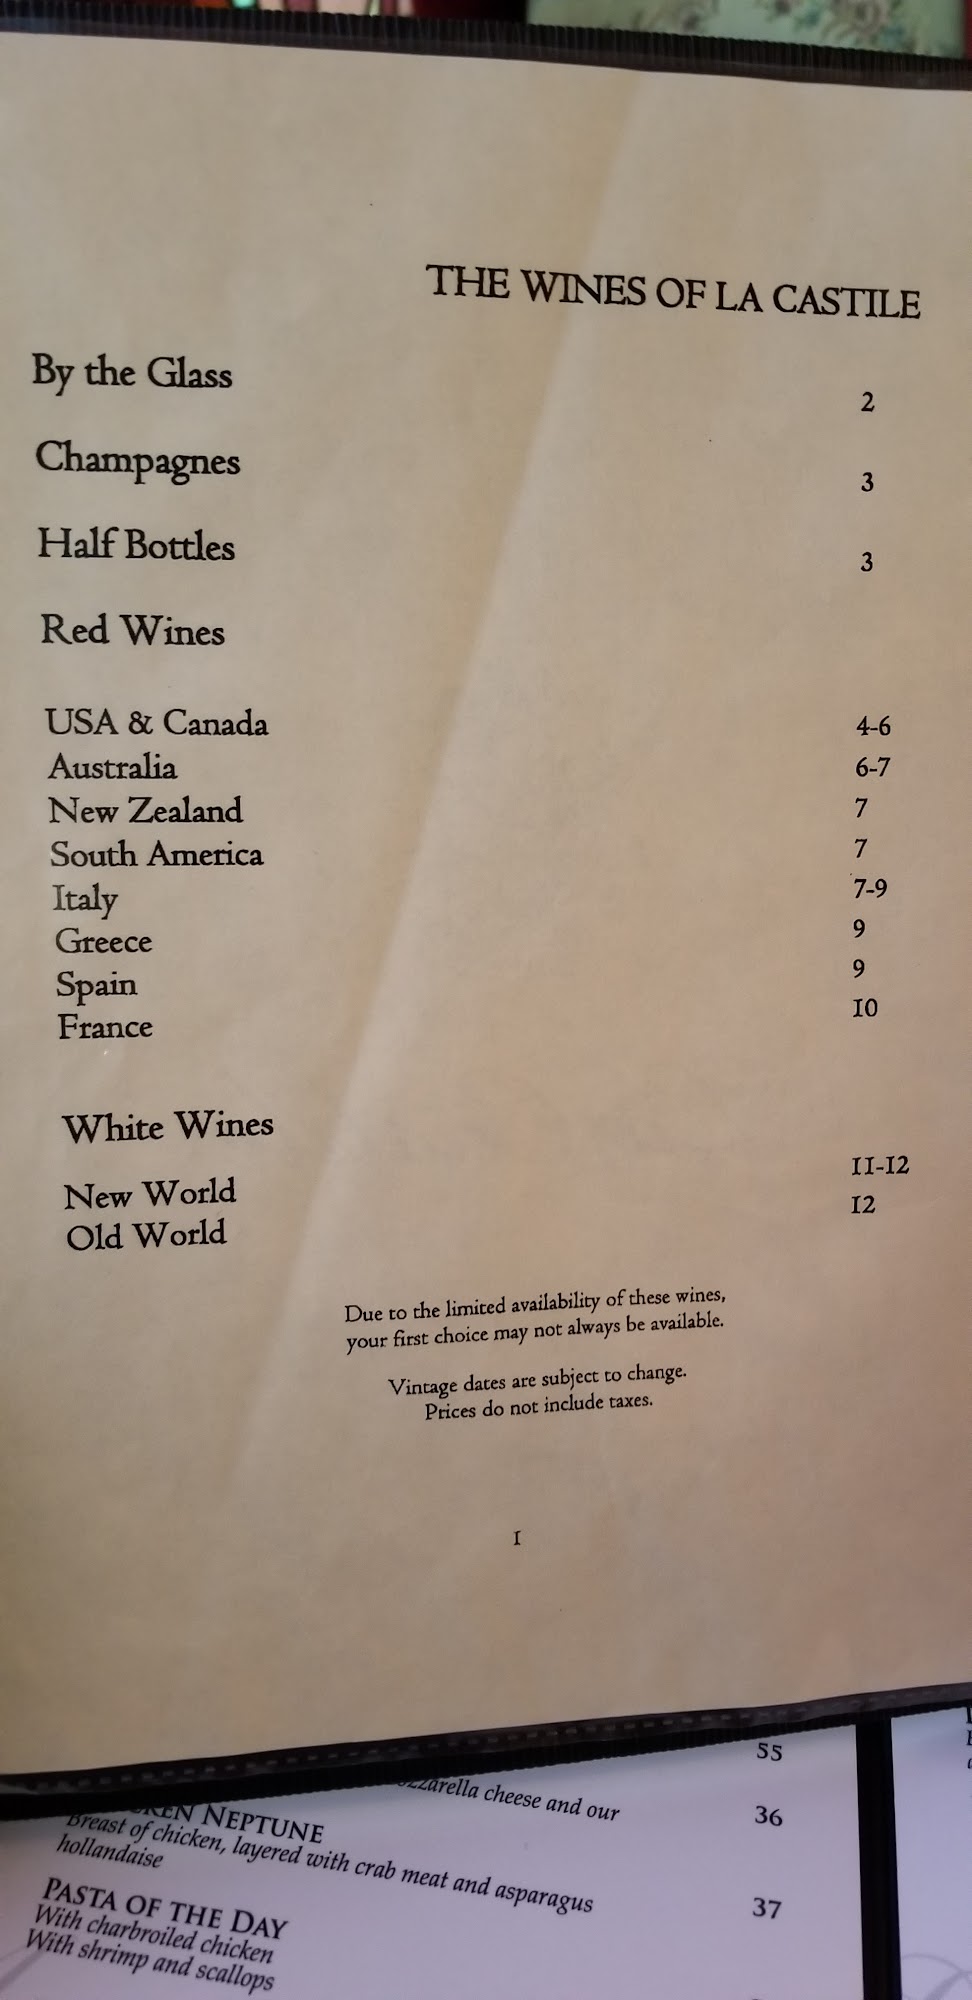 THE WINES OF LA CASTILE
By the Glass 2
Champagnes 3
Half Bottles 3
Red Wines
USA & Canada 4-6
Australia 6-7
New Zealand 7
South America 7
Italy 7-9
Greece 9
Spain 9
France 10
White Wines
New World 11-12
Old World 12
Due to the limited availability of these wines,
your first choice may not always be available.
Vintage dates are subject to change.
Prices do not include taxes.
1
55
cheese and our
36
NEPTUNE
Breast of chicken, layered with crab meat and asparagus
hollandaise
37
PASTA OF THE DAY
With charbroiled chicken
With shrimp and scallops